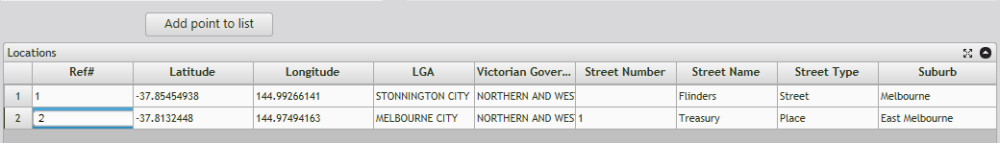 Add point to list
Locations
Ref# Latitude Longitude LGA Victorian Gover... Street Number Street Name Street Type Suburb
1 1 -37.85454938 144.99266141 STONNINGTON CITY NORTHERN AND WES Flinders Street Melbourne
2 2 -37.8132448 144.97494163 MELBOURNE CITY NORTHERN AND WES 1 Treasury Place East Melbourne